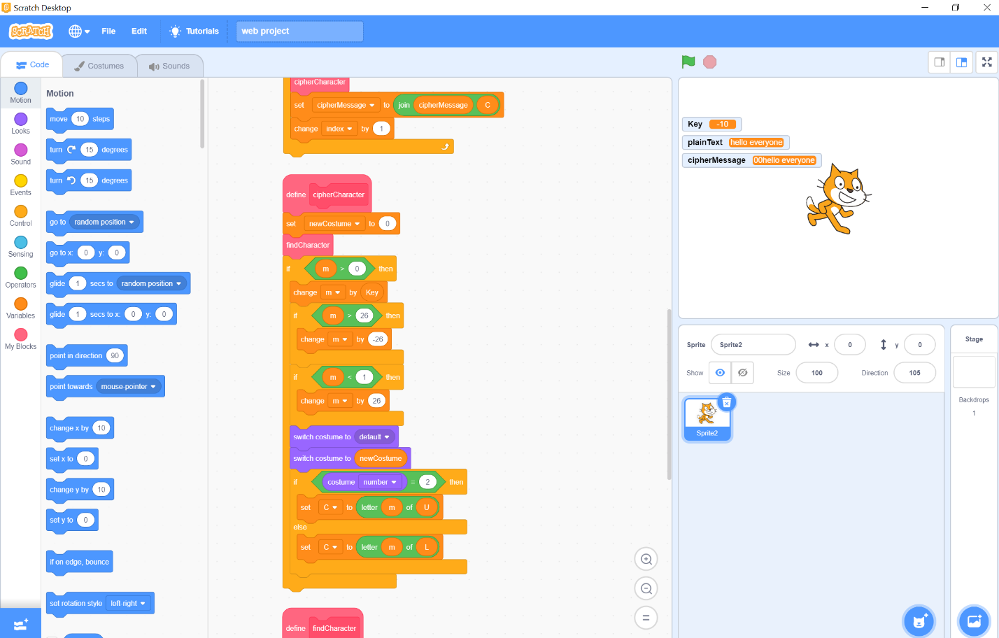 Scratch Desktop
SCRATCH
File
Edit
Tutorials
web project
Code
Costumes
Sounds
Motion
Looks
Sound
Events
Control
Sensing
Operators
Variables
My Blocks
Motion
move 10 steps
turn 15 degrees
turn 15 degrees
go to random position
go to x: 0 y: 0
glide 1 secs to random position
glide 1 secs to x: 0 y: 0
point in direction 90
point towards mouse-pointer
change x by 10
set x to 0
change y by 10
set y to 0
if on edge, bounce
set rotation style left-right
cipherCharacter
set cipherMessage to join cipherMessage C
change index by 1
define cipherCharacter
set newCostume to 0
findCharacter
if m > 0 then
change m by Key
if m > 26 then
change m by -26
if m < 1 then
change m by 26
switch costume to default
switch costume to newCostume
if costume number = 2 then
set C to letter m of U
else
set C to letter m of L
define findCharacter
Key -10
plainText hello everyone
cipherMessage 00hello everyone
Sprite Sprite2 x 0 y 0
Show Size 100 Direction 105
Sprite2
Stage
Backdrops
1